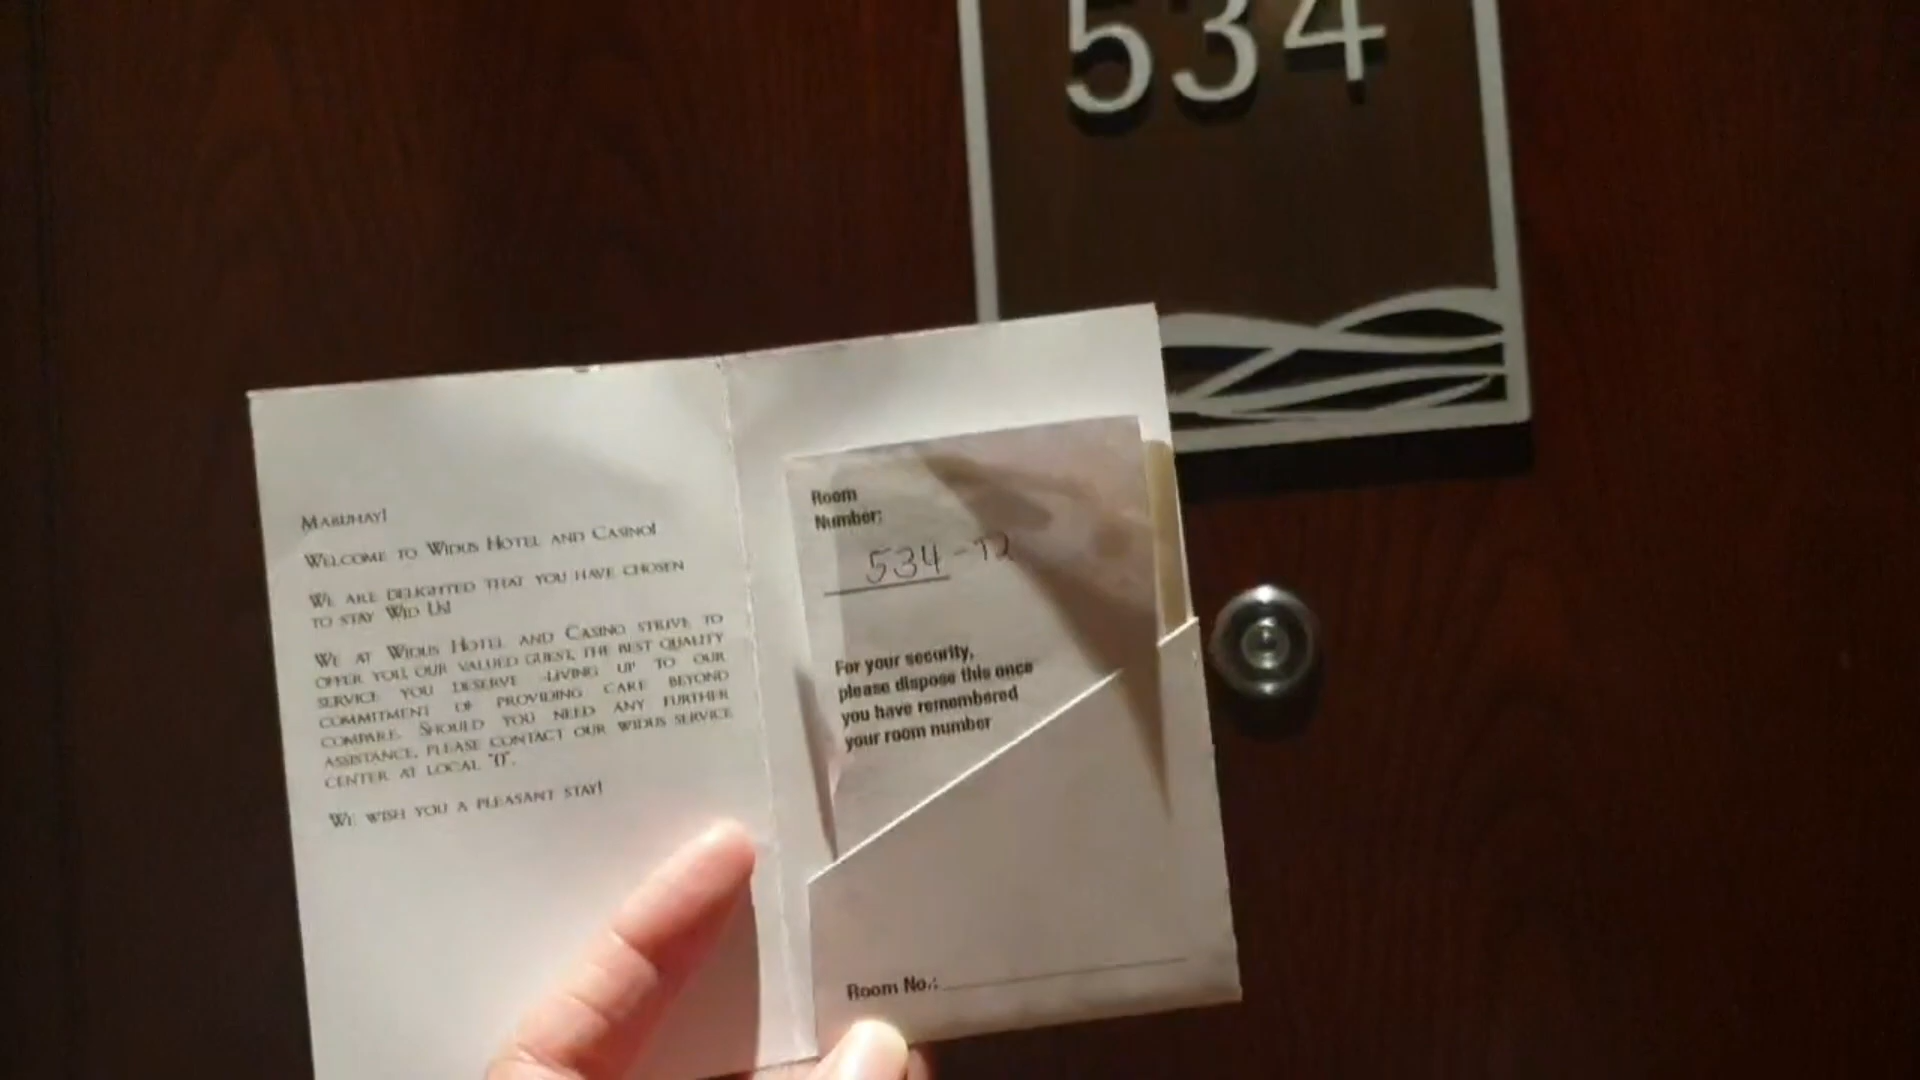 534
MABUHAY!
WELCOME TO WIDUS HOTEL AND CASINO!
WE ARE DELIGHTED THAT YOU HAVE CHOSEN
TO STAY WID US!
WE AT WIDUS HOTEL AND CASINO STRIVE TO
OFFER YOU, OUR VALUED GUEST, THE BEST QUALITY
SERVICE YOU DESERVE -LIVING UP TO OUR
COMMITMENT OF PROVIDING CARE BEYOND
COMPARE. SHOULD YOU NEED ANY FURTHER
ASSISTANCE, PLEASE CONTACT OUR WIDUS SERVICE
CENTER AT LOCAL "0".
WE WISH YOU A PLEASANT STAY!
Room
Number:
534
For your security,
please dispose this once
you have remembered
your room number
Room No.: